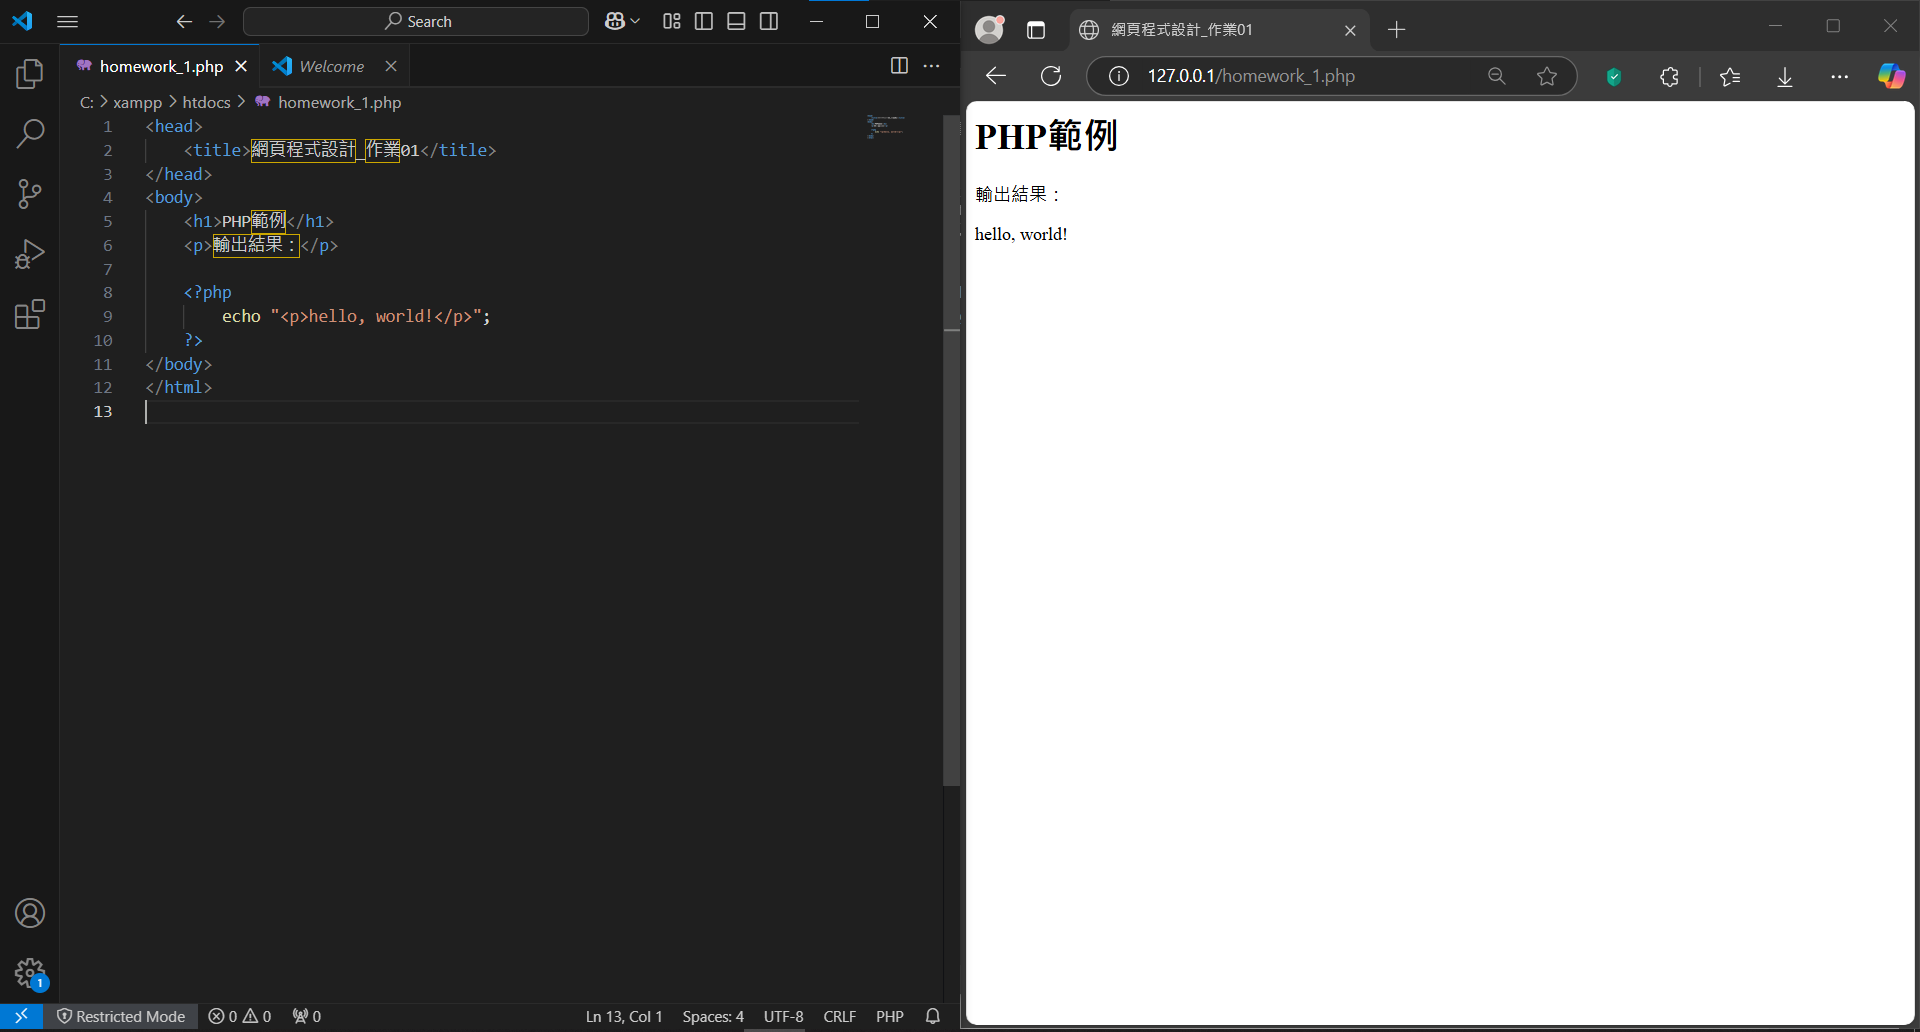 Search
homework_1.php
Welcome
C: > xampp > htdocs > homework_1.php
1 <head>
2 <title>網頁程式設計_作業01</title>
3 </head>
4 <body>
5 <h1>PHP範例</h1>
6 <p>輸出結果：</p>
7
8 <?php
9 echo "<p>hello, world!</p>";
10 ?>
11 </body>
12 </html>
13
1
Restricted Mode
0 0
0
Ln 13, Col 1
Spaces: 4
UTF-8
CRLF
PHP
網頁程式設計_作業01
127.0.0.1/homework_1.php
PHP範例
輸出結果：
hello, world!